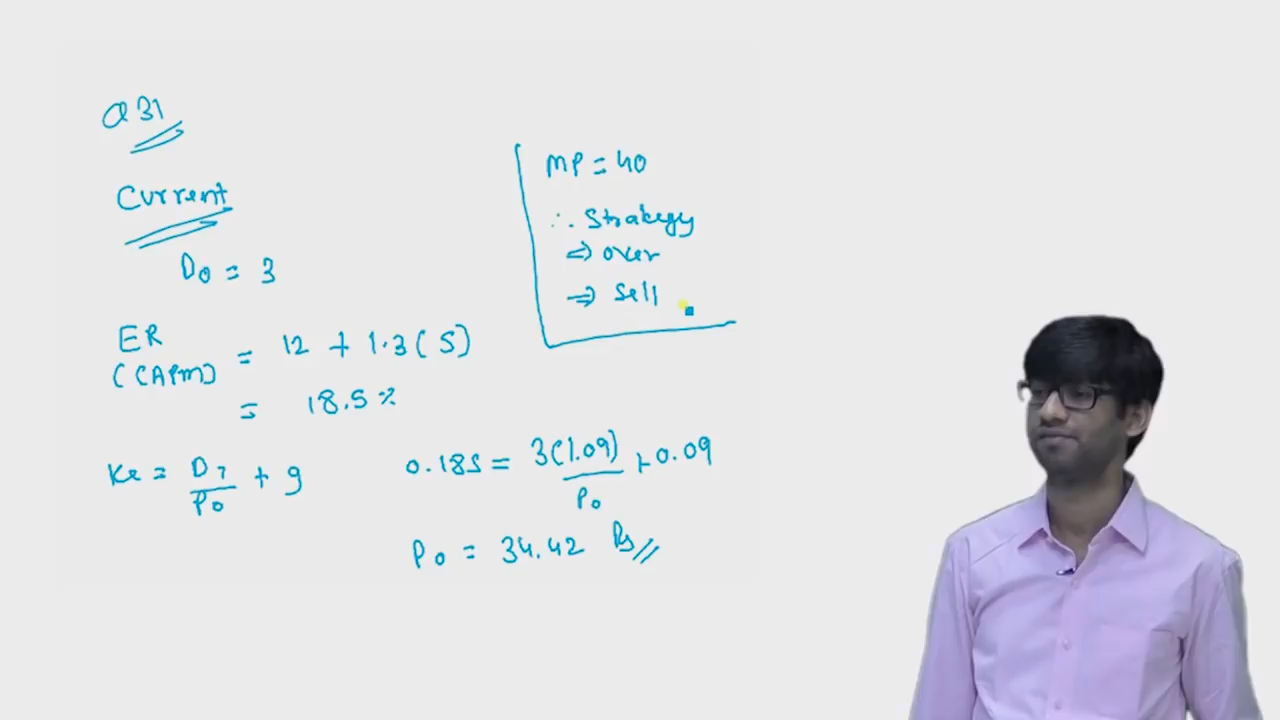 Q31
Current
D0 = 3
ER
(CAPM) = 12 + 1.3(5)
= 18.5%
Ke = D1/P0 + g
0.185 = 3(1.09)/P0 + 0.09
P0 = 34.42 Rs
MP = 40
∴ Strategy
⇒ over
⇒ Sell